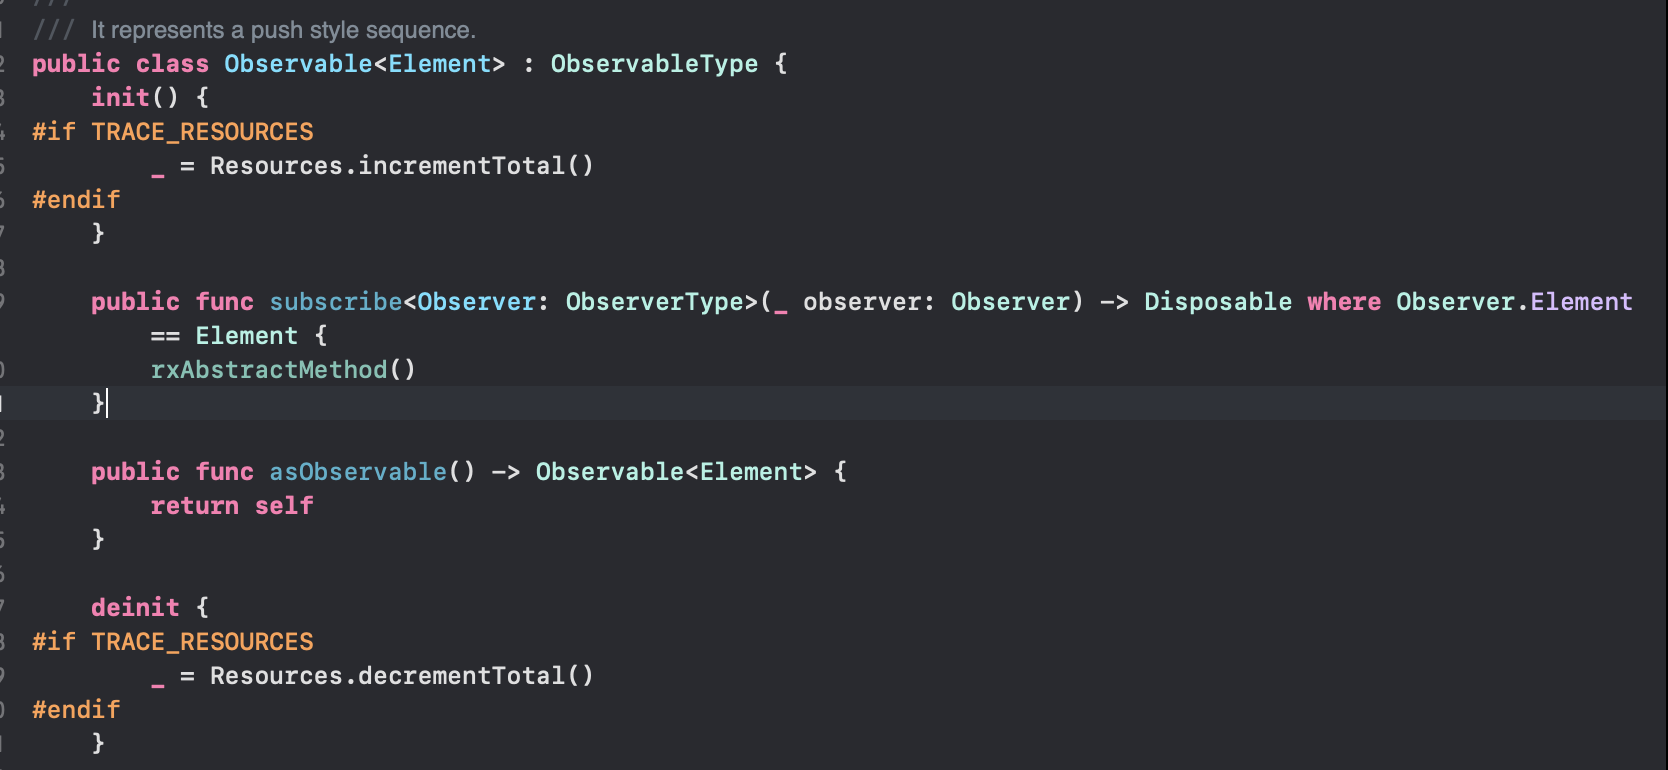 ///
/// It represents a push style sequence.
public class Observable<Element> : ObservableType {
    init() {
#if TRACE_RESOURCES
        _ = Resources.incrementTotal()
#endif
    }

    public func subscribe<Observer: ObserverType>(_ observer: Observer) -> Disposable where Observer.Element
        == Element {
        rxAbstractMethod()
    }

    public func asObservable() -> Observable<Element> {
        return self
    }

    deinit {
#if TRACE_RESOURCES
        _ = Resources.decrementTotal()
#endif
    }